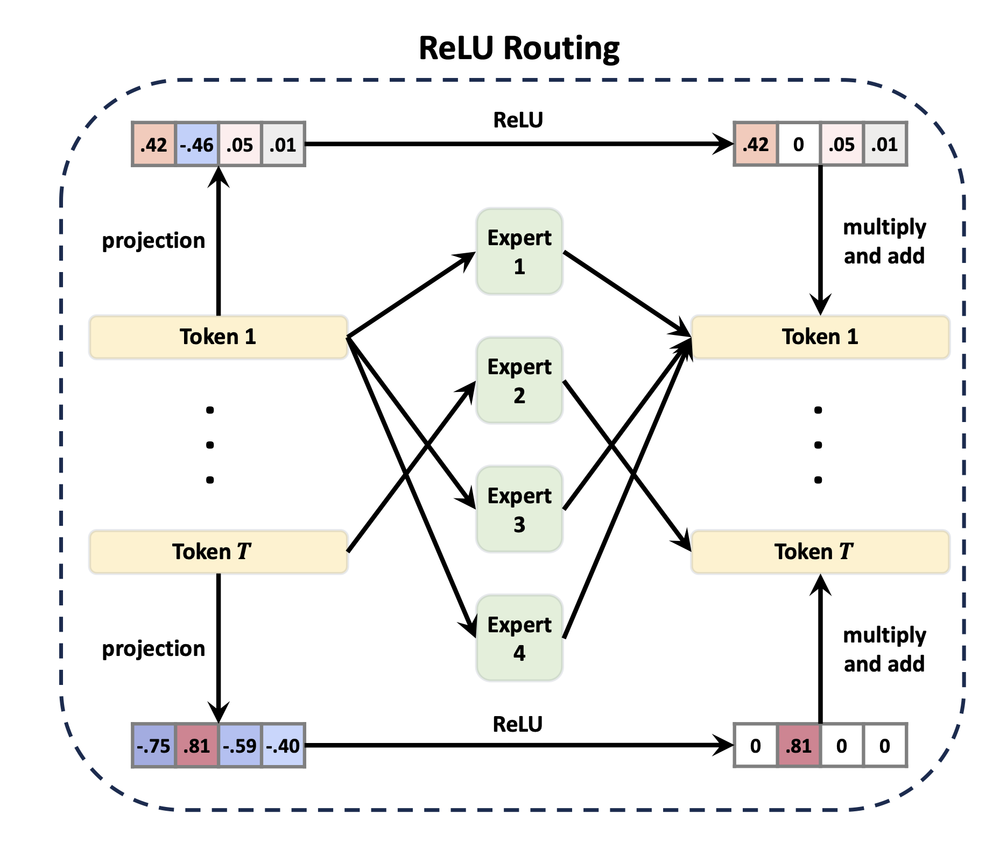 ReLU Routing
ReLU
.42 -.46 .05 .01
.42 0 .05 .01
projection
Expert
1
multiply
and add
Token 1
Token 1
Expert
2
Expert
3
Token T
Token T
projection
Expert
4
multiply
and add
ReLU
-.75 .81 -.59 -.40
0 .81 0 0